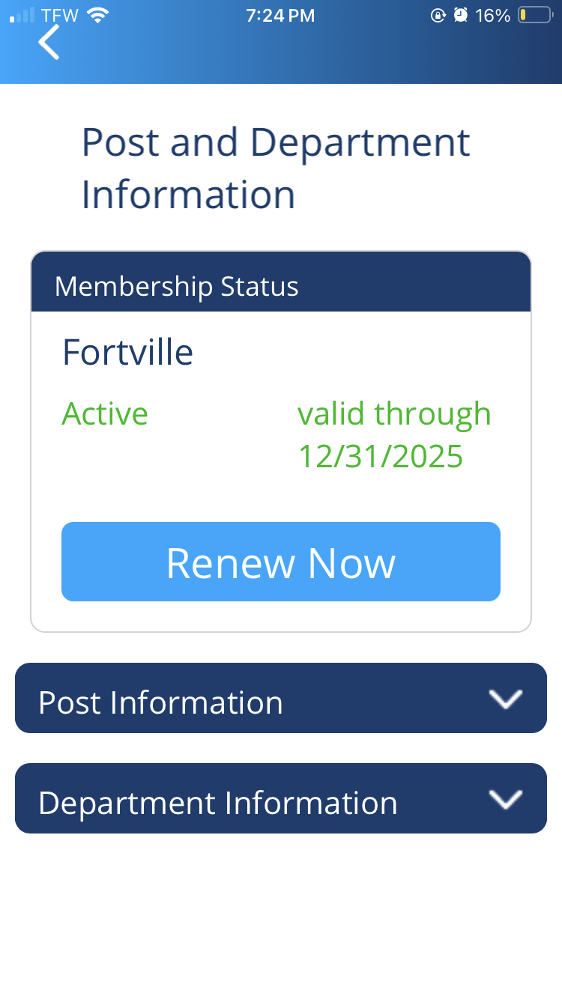 TFW 7:24 PM 16%
Post and Department
Information
Membership Status
Fortville
Active valid through
12/31/2025
Renew Now
Post Information
Department Information